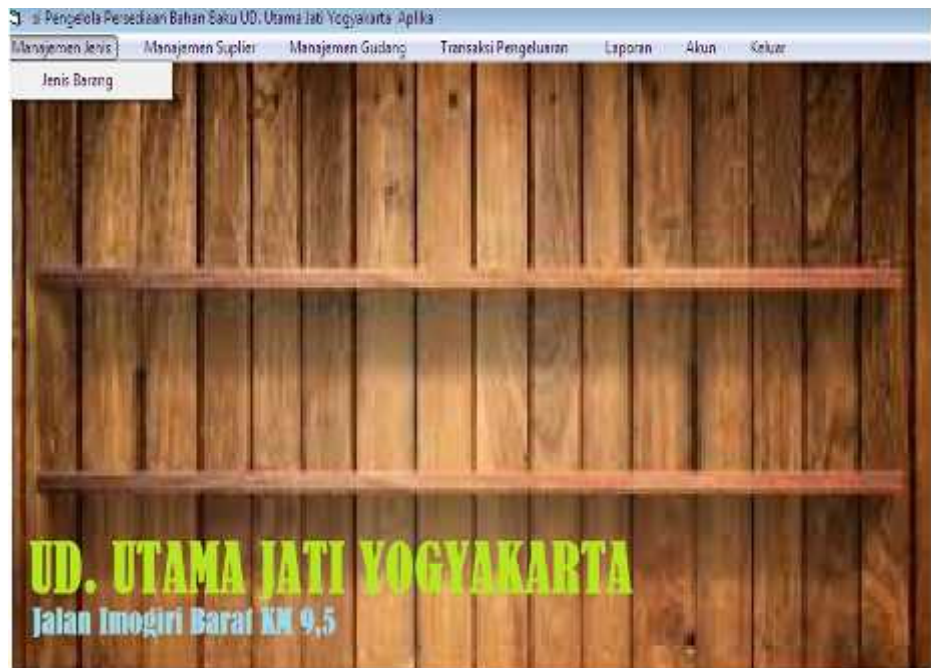 si Pengelola Persediaan Bahan Baku UD. Utama Jati Yogyakarta Aplika
Manajemen Jenis Manajemen Suplier Manajemen Gudang Transaksi Pengeluaran Laporan Akun Keluar
Jenis Barang
UD. UTAMA JATI YOGYAKARTA
Jalan Imogiri Barat KM 9,5